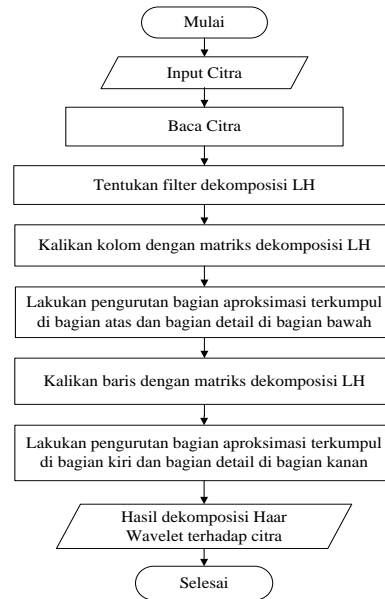 Mulai
Input Citra
Baca Citra
Tentukan filter dekomposisi LH
Kalikan kolom dengan matriks dekomposisi LH
Lakukan pengurutan bagian aproksimasi terkumpul
di bagian atas dan bagian detail di bagian bawah
Kalikan baris dengan matriks dekomposisi LH
Lakukan pengurutan bagian aproksimasi terkumpul
di bagian kiri dan bagian detail di bagian kanan
Hasil dekomposisi Haar
Wavelet terhadap citra
Selesai